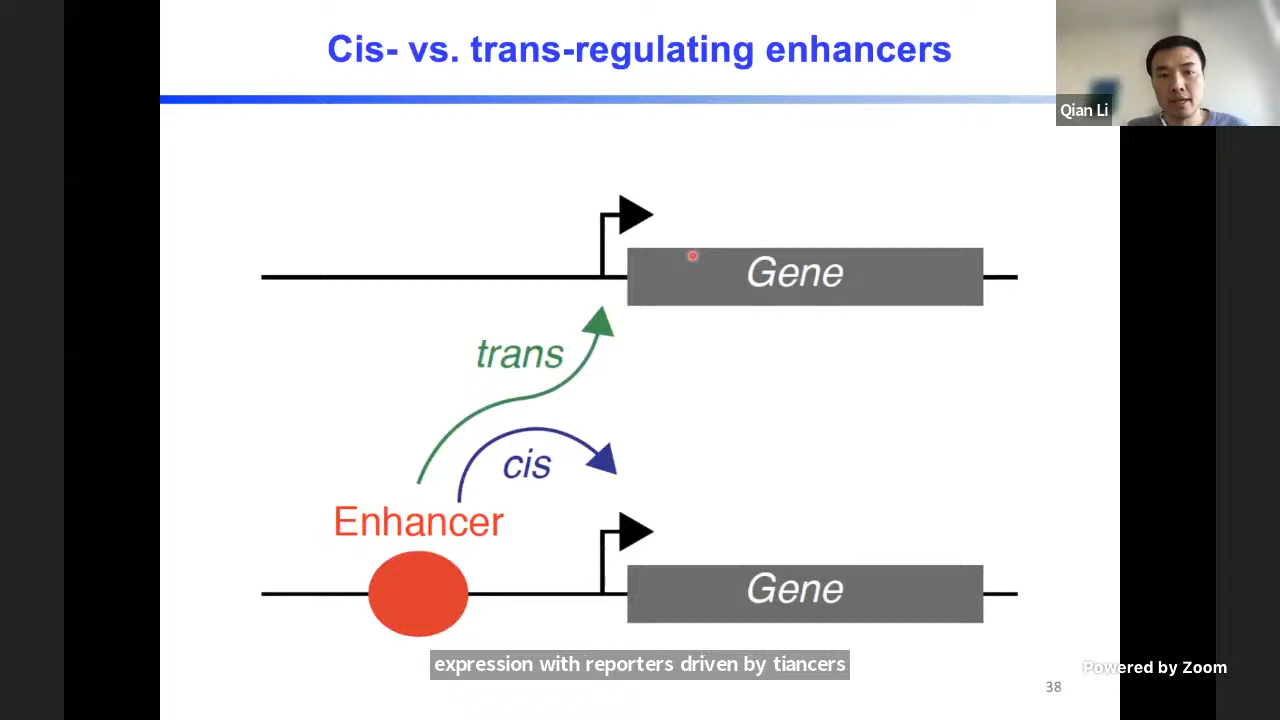 Cis- vs. trans-regulating enhancers
Qian Li
Gene
trans
cis
Enhancer
Gene
expression with reporters driven by tiancers
Powered by Zoom
38